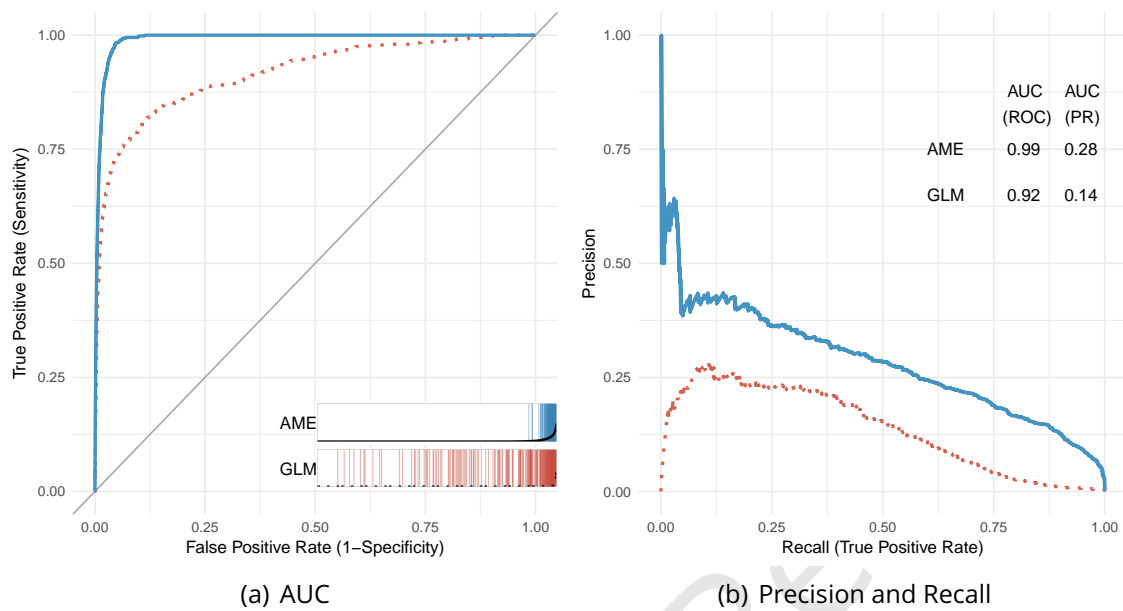 1.00
0.75
0.50
0.25
0.00
True Positive Rate (Sensitivity)
AME
GLM
0.00 0.25 0.50 0.75 1.00
False Positive Rate (1−Specificity)
(a) AUC
1.00
0.75
0.50
0.25
0.00
Precision
AUC AUC
(ROC) (PR)
AME 0.99 0.28
GLM 0.92 0.14
0.00 0.25 0.50 0.75 1.00
Recall (True Positive Rate)
(b) Precision and Recall